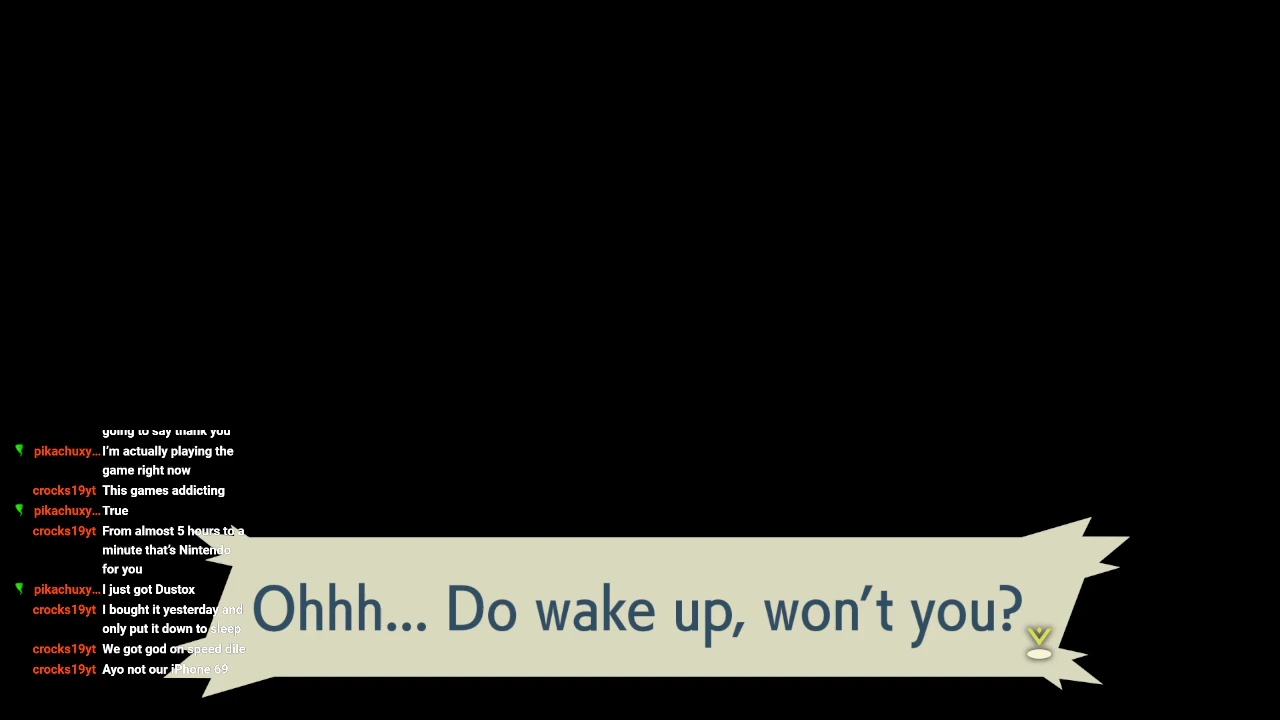 going to say thank you
pikachuxy... I'm actually playing the
game right now
crocks19yt This games addicting
pikachuxy... True
crocks19yt From almost 5 hours to a
minute that's Nintendo
for you
pikachuxy... I just got Dustox
crocks19yt I bought it yesterday and
only put it down to sleep
crocks19yt We got god on speed dile
crocks19yt Ayo not our iPhone 69
Ohhh... Do wake up, won't you?